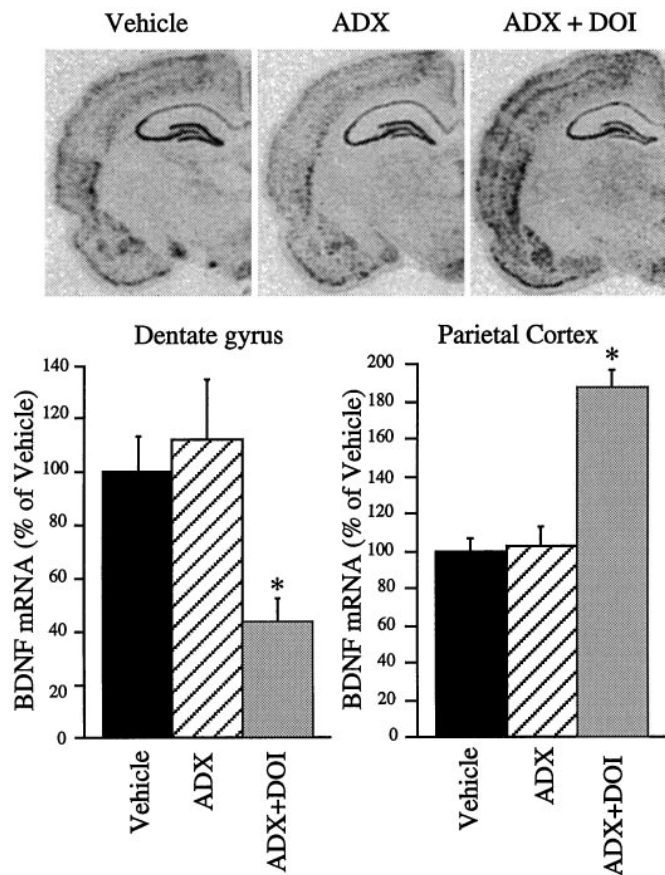 Vehicle ADX ADX + DOI
Dentate gyrus
BDNF mRNA (% of Vehicle)
140
120
100
80
60
40
20
0
*
Vehicle
ADX
ADX+DOI
Parietal Cortex
BDNF mRNA (% of Vehicle)
200
180
160
140
120
100
80
60
40
20
0
*
Vehicle
ADX
ADX+DOI